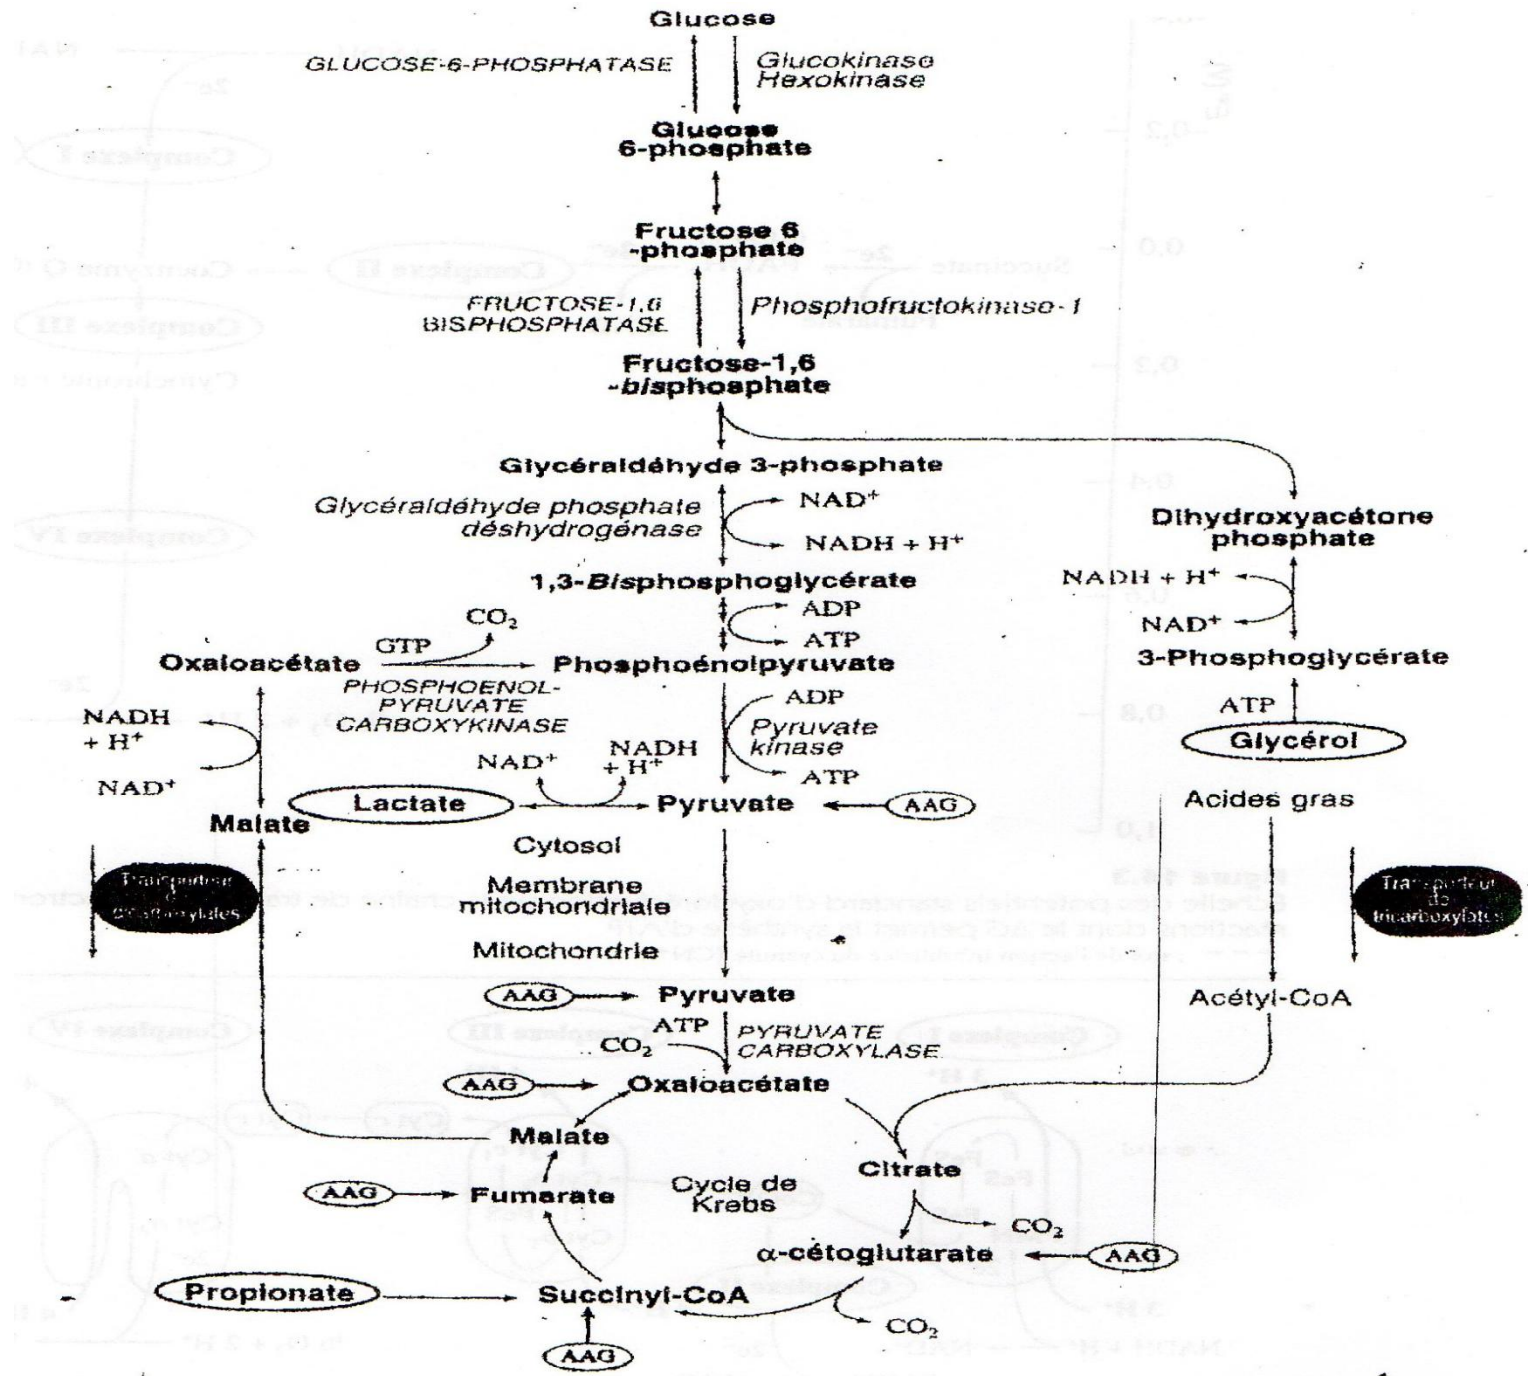 Glucose
GLUCOSE-6-PHOSPHATASE
Glucokinase
Hexokinase
Glucose
6-phosphate
Fructose 6
-phosphate
FRUCTOSE-1,6
BISPHOSPHATASE
Phosphofructokinase-1
Fructose-1,6
-bisphosphate
Glycéraldéhyde 3-phosphate
Glycéraldéhyde phosphate
déshydrogénase
NAD+
NADH + H+
Dihydroxyacétone
phosphate
1,3-Bisphosphoglycérate
NADH + H+
NAD+
ADP
ATP
CO2
GTP
Oxaloacétate
Phosphoénolpyruvate
3-Phosphoglycérate
PHOSPHOENOL-
PYRUVATE
CARBOXYKINASE
ATP
Glycérol
NADH
+ H+
NAD+
ADP
Pyruvate
kinase
ATP
NAD+
NADH
+ H+
Lactate
Pyruvate
AAG
Acides gras
Malate
Cytosol
Membrane
mitochondriale
Mitochondrie
Transporteur
de
dicarboxylates
Transporteur
de
tricarboxylates
AAG
Pyruvate
Acétyl-CoA
ATP
CO2
PYRUVATE
CARBOXYLASE
AAG
Oxaloacétate
Malate
Citrate
AAG
Fumarate
Cycle de
Krebs
CO2
α-cétoglutarate
AAG
Propionate
Succinyl-CoA
CO2
AAG